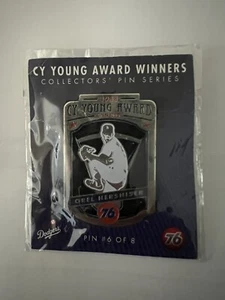 CY YOUNG AWARD WINNERS
COLLECTORS' PIN SERIES
1988
CY YOUNG AWARD
OREL HERSHISER
76
Dodgers
PIN #6 OF 8
76